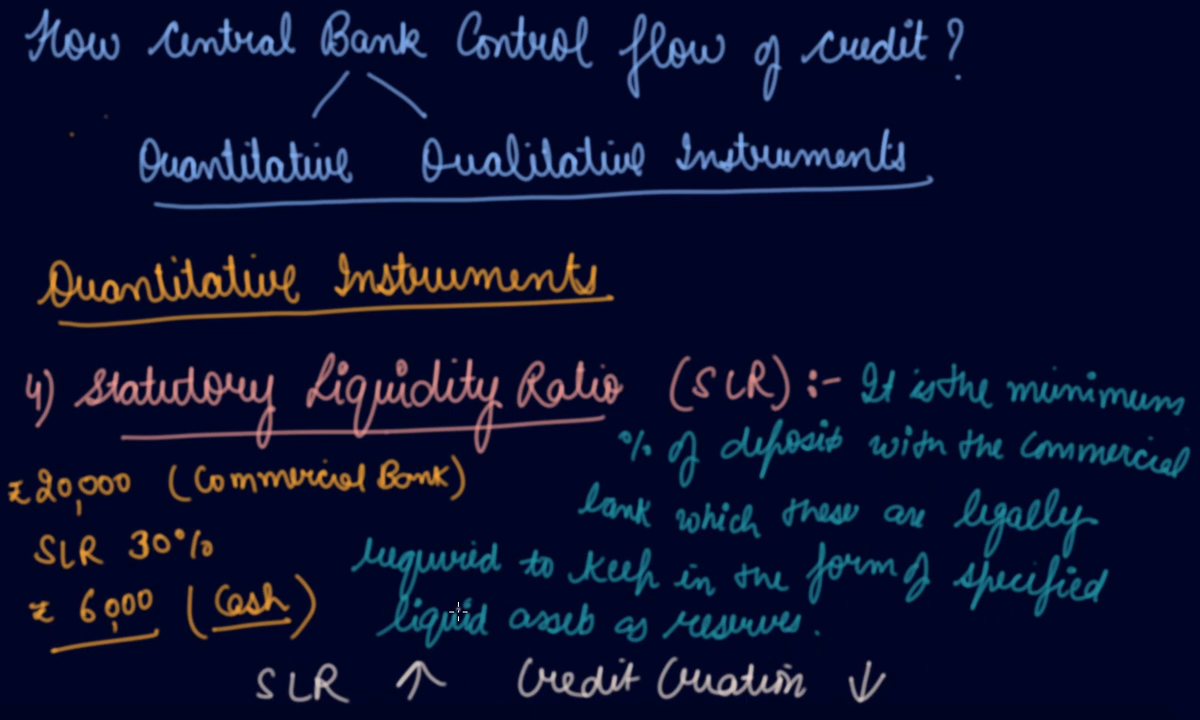 How Central Bank Control flow of credit?
Quantitative Qualitative Instruments
Quantitative Instruments
4) Statutory Liquidity Ratio (SLR) :- It is the minimum
% of deposit with the commercial
₹20,000 (Commercial Bank)
bank which these are legally
SLR 30%
required to keep in the form of specified
₹ 6,000 (Cash)
liquid assets as reserves.
SLR ↑ Credit Creation ↓